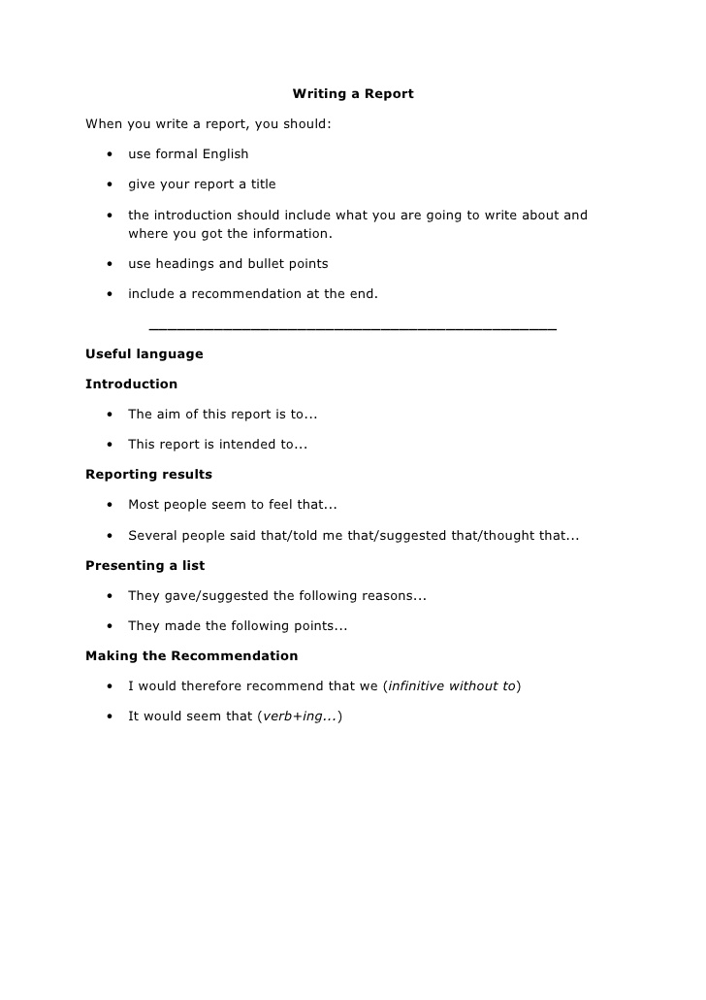 Writing a Report
When you write a report, you should:
• use formal English
• give your report a title
• the introduction should include what you are going to write about and
where you got the information.
• use headings and bullet points
• include a recommendation at the end.
Useful language
Introduction
• The aim of this report is to...
• This report is intended to...
Reporting results
• Most people seem to feel that...
• Several people said that/told me that/suggested that/thought that...
Presenting a list
• They gave/suggested the following reasons...
• They made the following points...
Making the Recommendation
• I would therefore recommend that we (infinitive without to)
• It would seem that (verb+ing...)